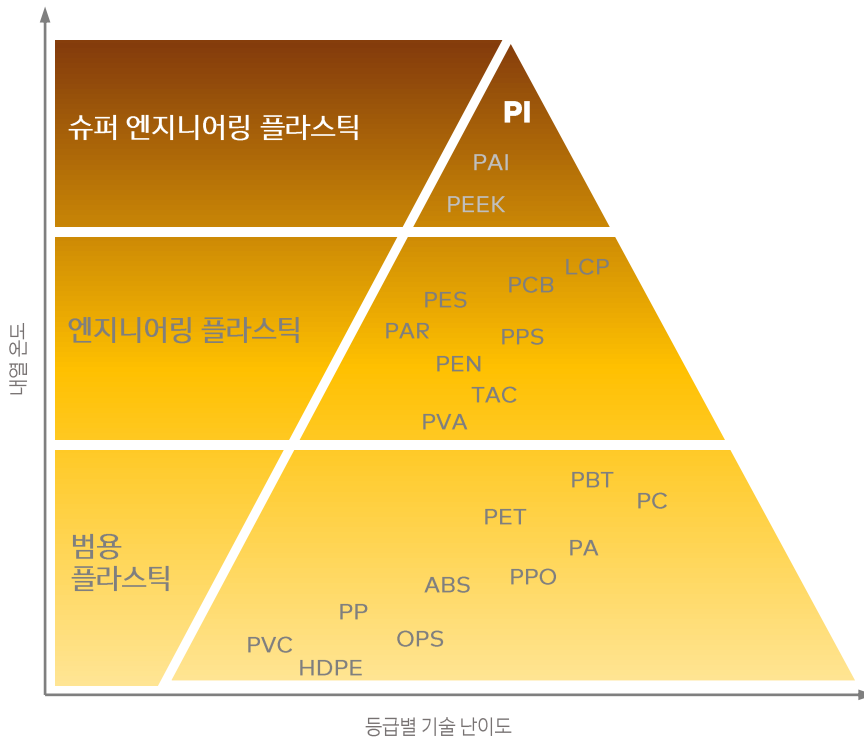 슈퍼 엔지니어링 플라스틱
PI
PAI
PEEK
엔지니어링 플라스틱
LCP
PCB
PES
PAR
PPS
PEN
TAC
PVA
범용
플라스틱
PBT
PC
PET
PA
PPO
ABS
PP
OPS
PVC
HDPE
내열 온도
등급별 기술 난이도